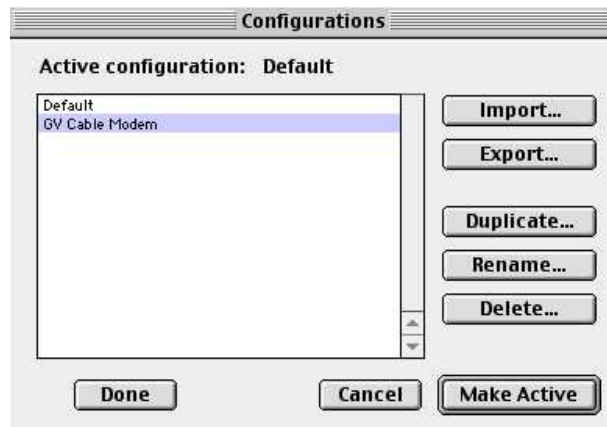 Configurations
Active configuration: Default
Default
GV Cable Modem
Import...
Export...
Duplicate...
Rename...
Delete...
Done
Cancel
Make Active